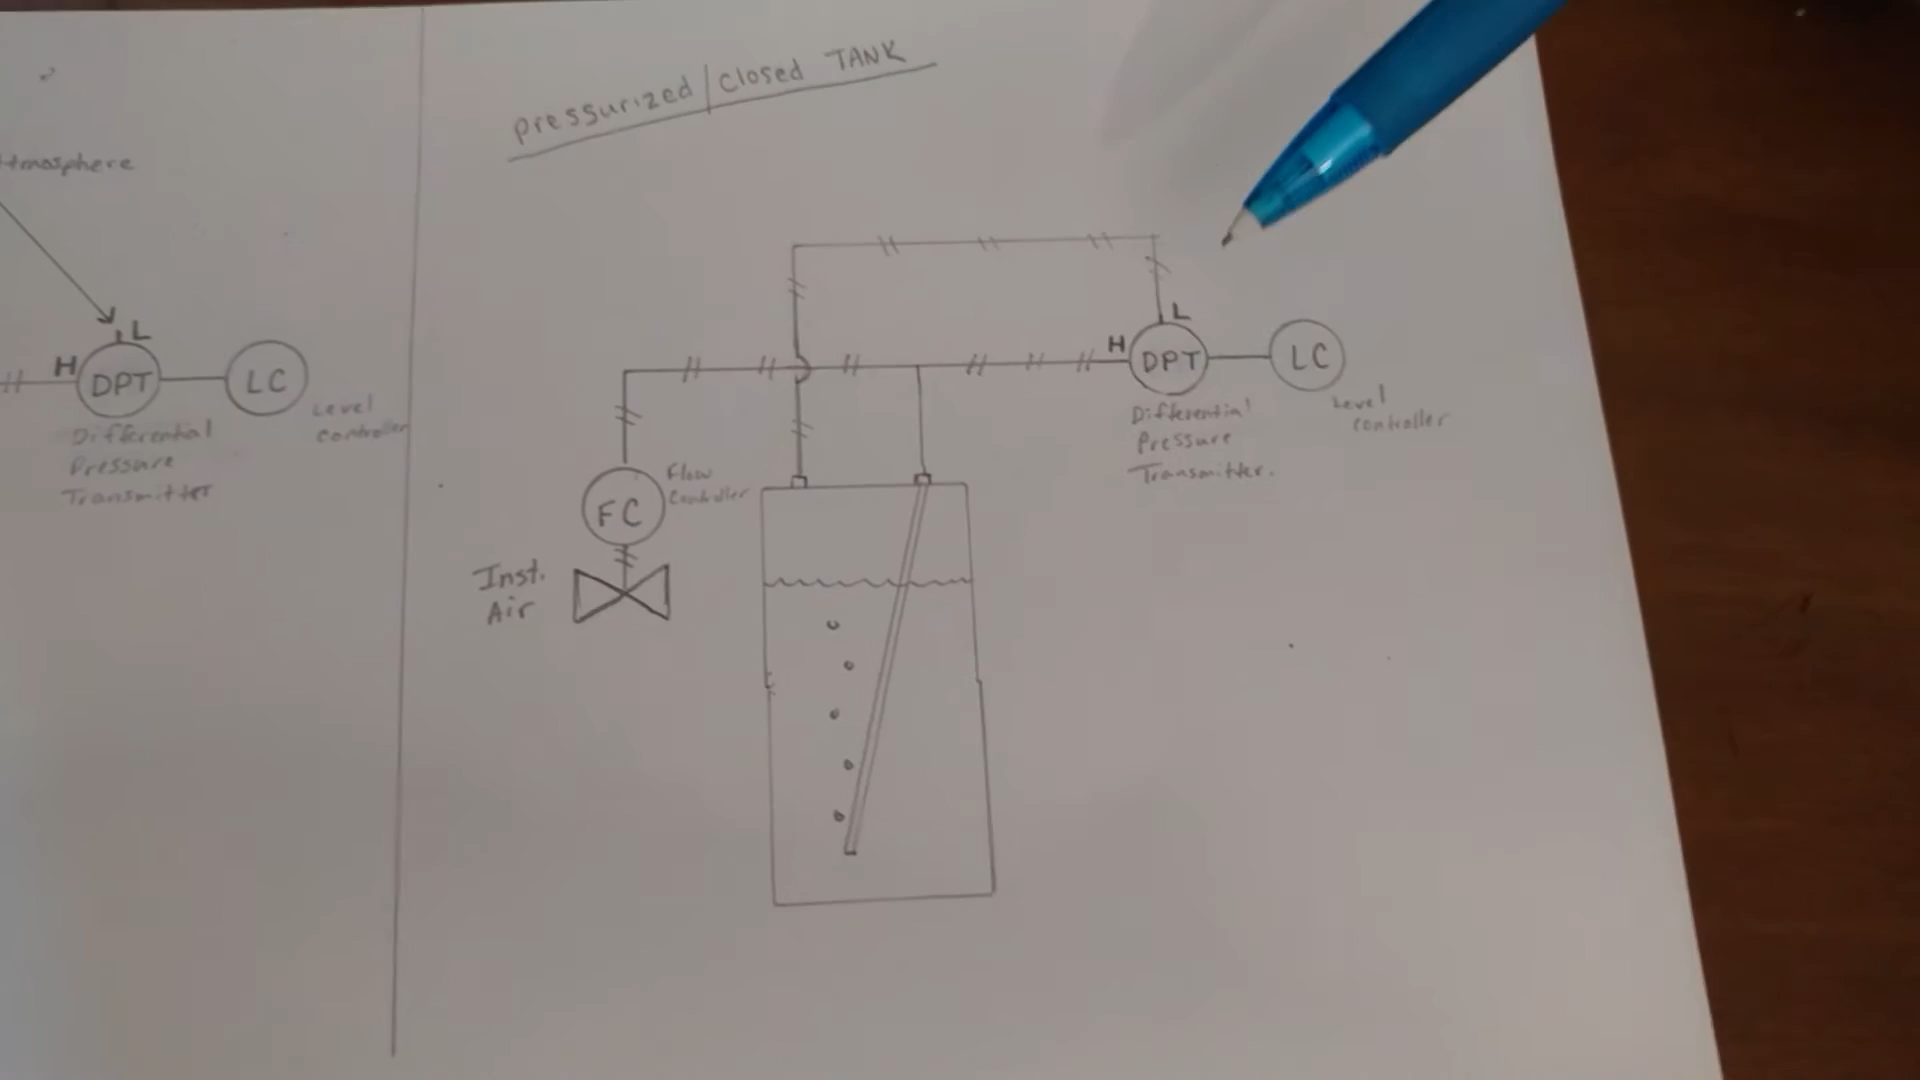 pressurized/closed TANK
Atmosphere
L
H
DPT
LC
Level
Controller
Differential
Pressure
Transmitter
L
H
DPT
LC
Differential
Pressure
Transmitter.
Level
Controller
FC
Flow
Controller
Inst.
Air